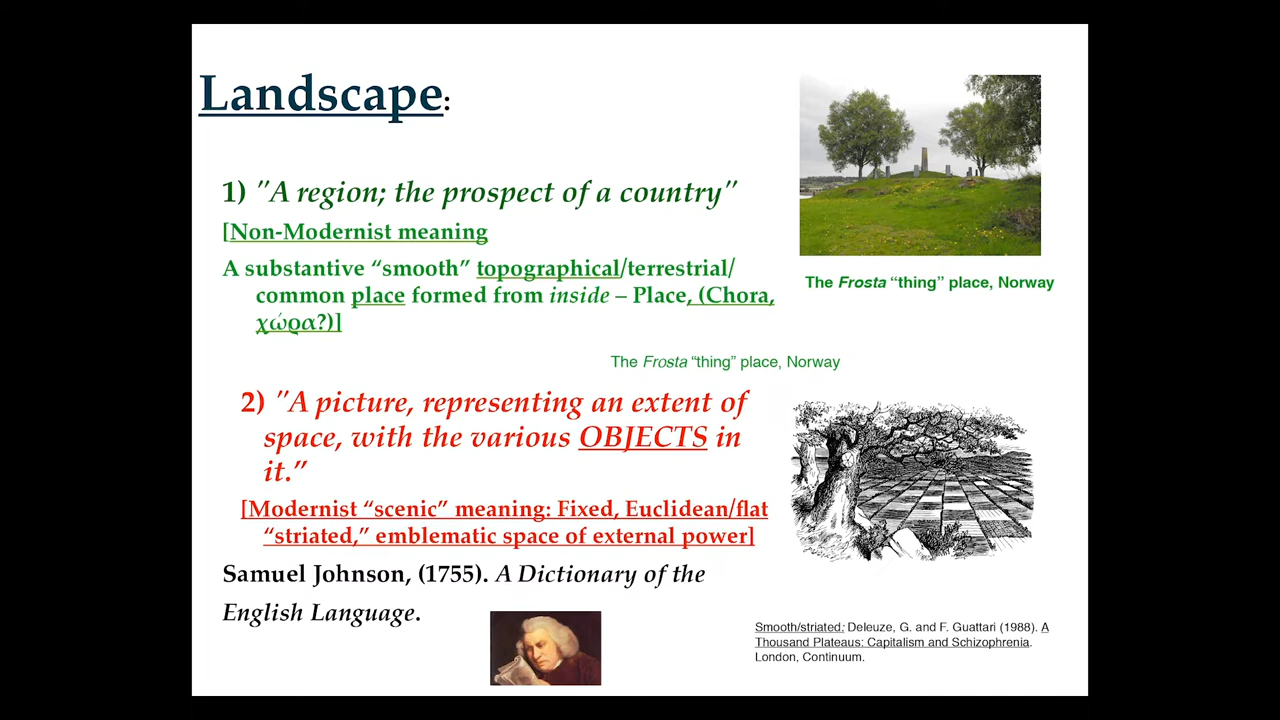 Landscape:
1) "A region; the prospect of a country"
[Non-Modernist meaning
A substantive “smooth” topographical/terrestrial/
common place formed from inside – Place, (Chora,
χώρα?)]
The Frosta “thing” place, Norway
The Frosta “thing” place, Norway
2) "A picture, representing an extent of
space, with the various OBJECTS in
it.”
[Modernist “scenic” meaning: Fixed, Euclidean/flat
“striated,” emblematic space of external power]
Samuel Johnson, (1755). A Dictionary of the
English Language.
Smooth/striated; Deleuze, G. and F. Guattari (1988). A
Thousand Plateaus: Capitalism and Schizophrenia.
London, Continuum.